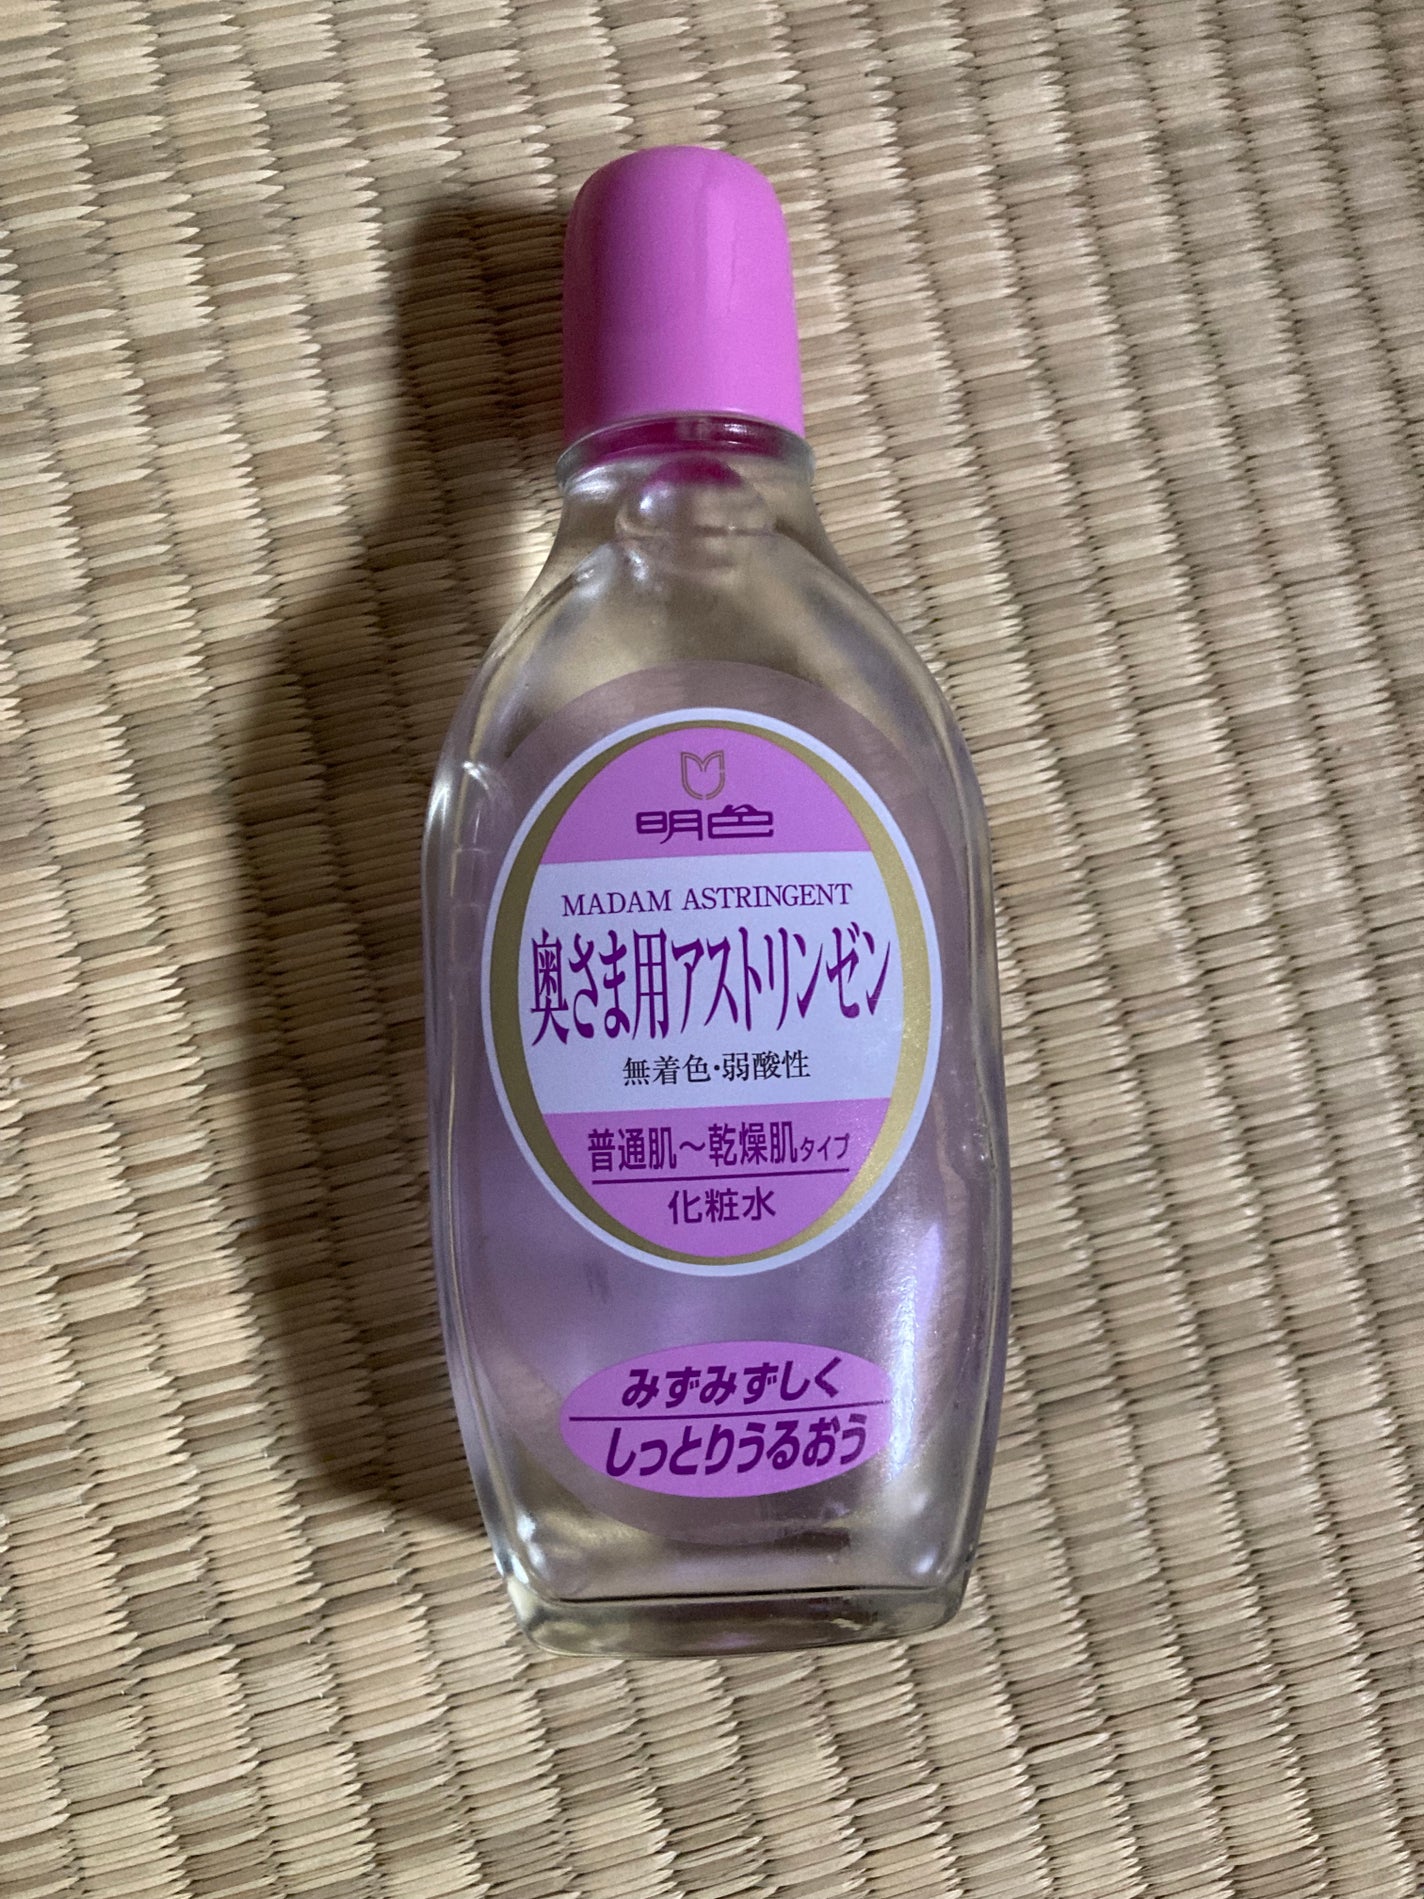 明色
MADAM ASTRINGENT
奥さま用アストリンゼン
無着色・弱酸性
普通肌～乾燥肌タイプ
化粧水
みずみずしく
しっとりうるおう